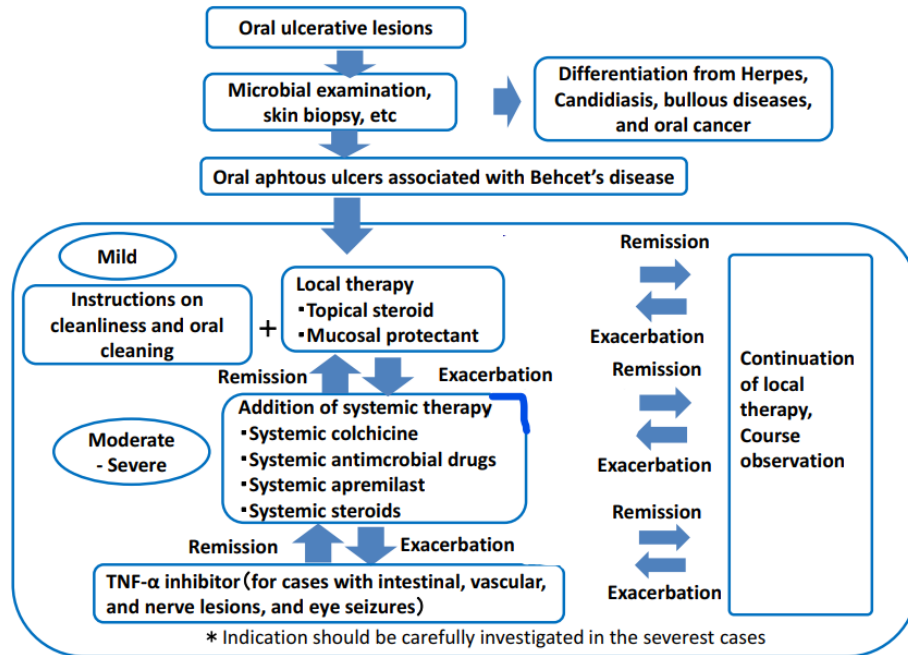 Oral ulcerative lesions
Microbial examination,
skin biopsy, etc
Differentiation from Herpes,
Candidiasis, bullous diseases,
and oral cancer
Oral aphtous ulcers associated with Behcet's disease
Mild
Instructions on
cleanliness and oral
cleaning
+
Local therapy
・Topical steroid
・Mucosal protectant
Remission
Exacerbation
Remission
Exacerbation
Addition of systemic therapy
・Systemic colchicine
・Systemic antimcrobial drugs
・Systemic apremilast
・Systemic steroids
Moderate
- Severe
Remission
Exacerbation
Remission
Exacerbation
TNF-α inhibitor(for cases with intestinal, vascular,
and nerve lesions, and eye seizures)
Remission
Exacerbation
Continuation
of local
therapy,
Course
observation
* Indication should be carefully investigated in the severest cases